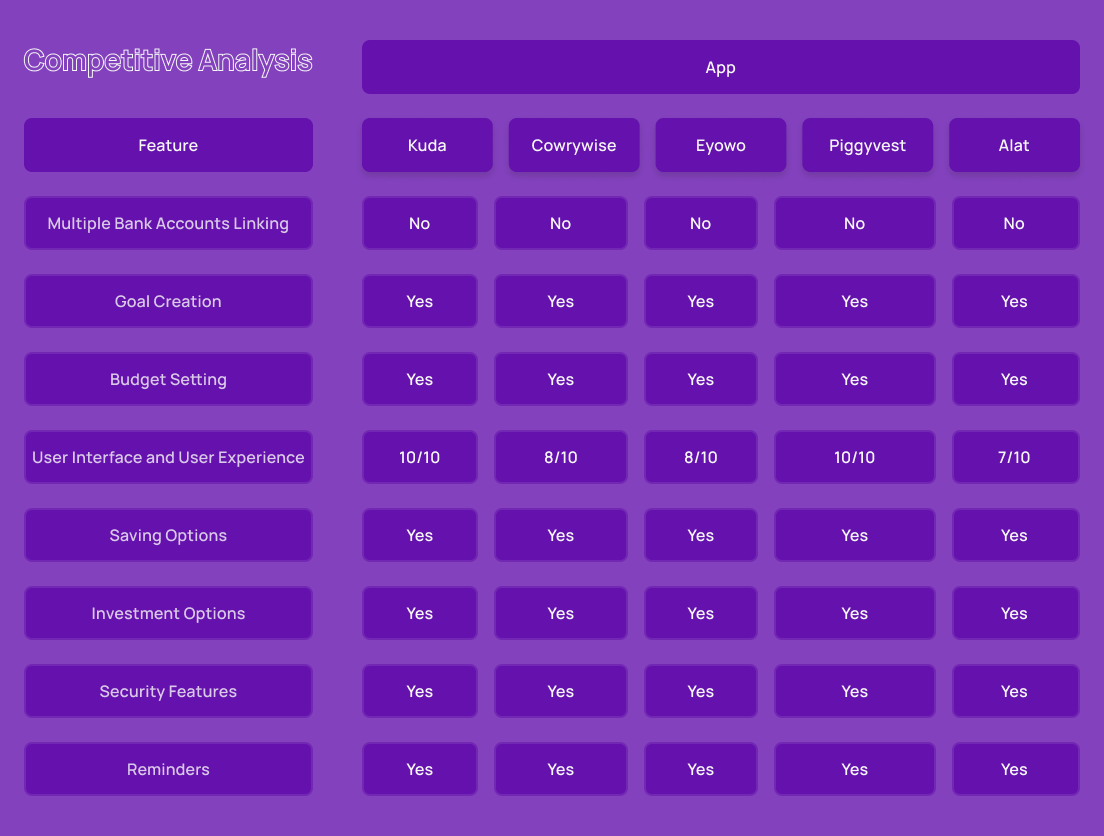 Competitive Analysis
App
Feature Kuda Cowrywise Eyowo Piggyvest Alat
Multiple Bank Accounts Linking No No No No No
Goal Creation Yes Yes Yes Yes Yes
Budget Setting Yes Yes Yes Yes Yes
User Interface and User Experience 10/10 8/10 8/10 10/10 7/10
Saving Options Yes Yes Yes Yes Yes
Investment Options Yes Yes Yes Yes Yes
Security Features Yes Yes Yes Yes Yes
Reminders Yes Yes Yes Yes Yes